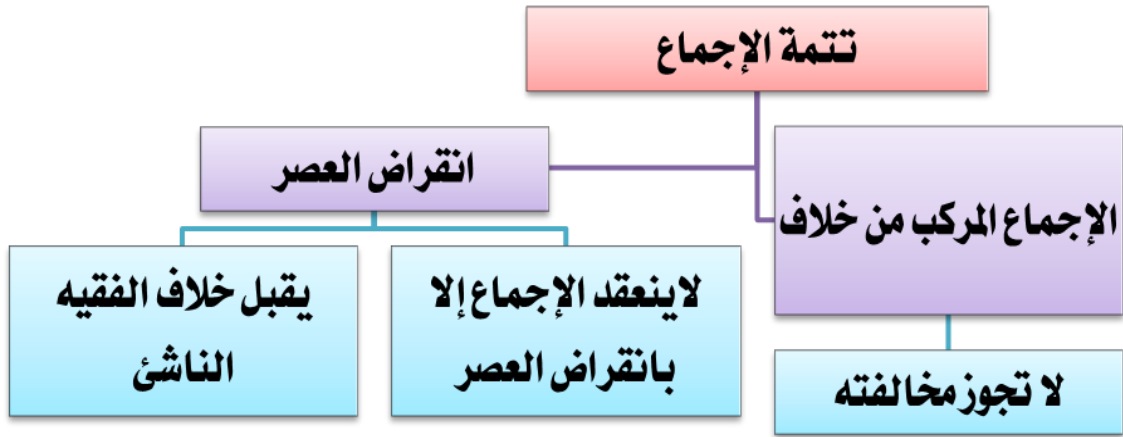 تتمة الإجماع
الإجماع المركب من خلاف
لا تجوز مخالفته
انقراض العصر
لاينعقد الإجماع إلا
بانقراض العصر
يقبل خلاف الفقيه
الناشئ